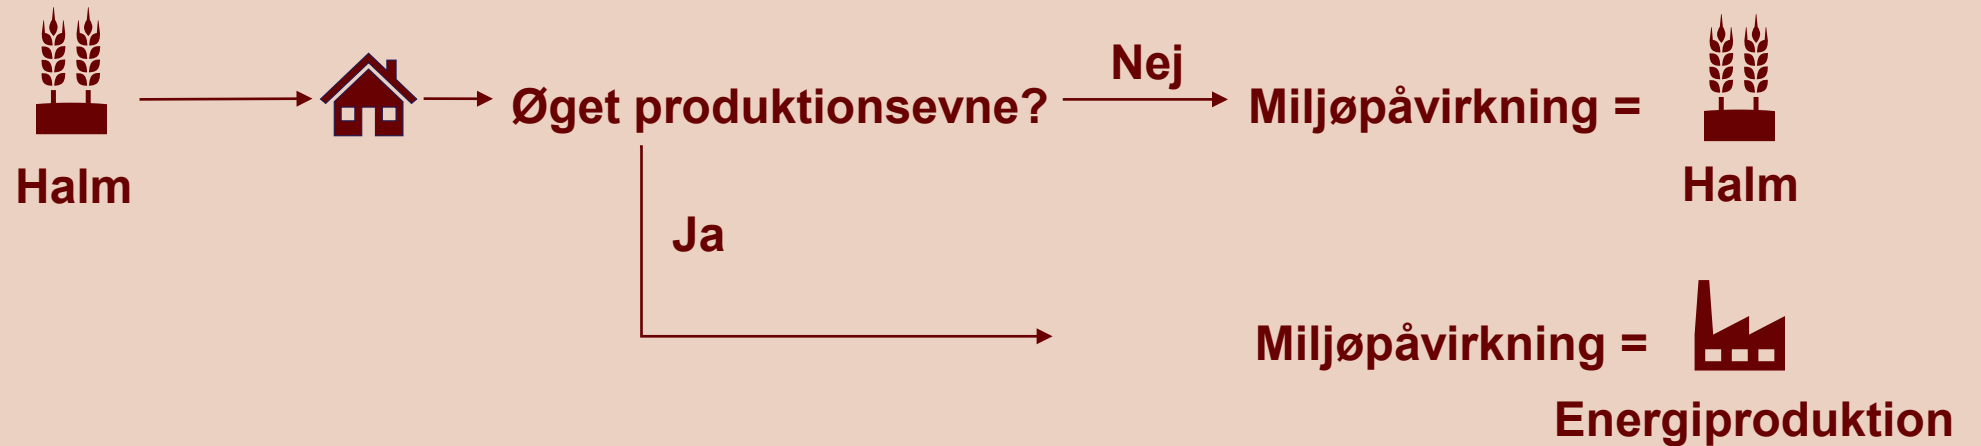 Halm
Øget produktionsevne?
Nej
Miljøpåvirkning =
Halm
Ja
Miljøpåvirkning =
Energiproduktion